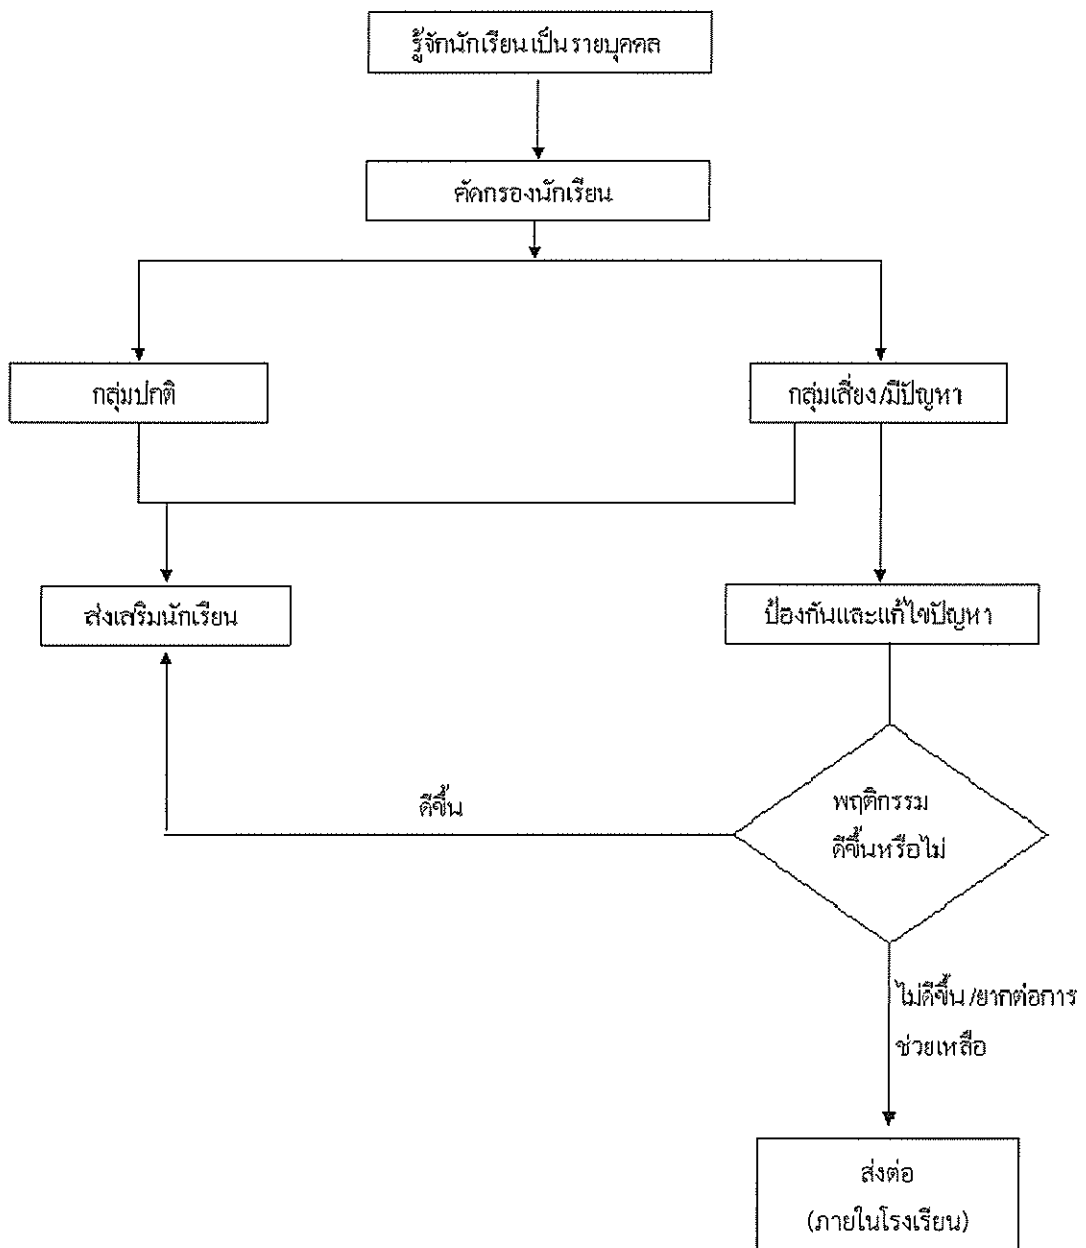 รู้จักนักเรียนเป็นรายบุคคล
คัดกรองนักเรียน
กลุ่มปกติ
กลุ่มเสี่ยง/มีปัญหา
ส่งเสริมนักเรียน
ป้องกันและแก้ไขปัญหา
ดีขึ้น
พฤติกรรม
ดีขึ้นหรือไม่
ไม่ดีขึ้น/ยากต่อการ
ช่วยเหลือ
ส่งต่อ
(ภายในโรงเรียน)